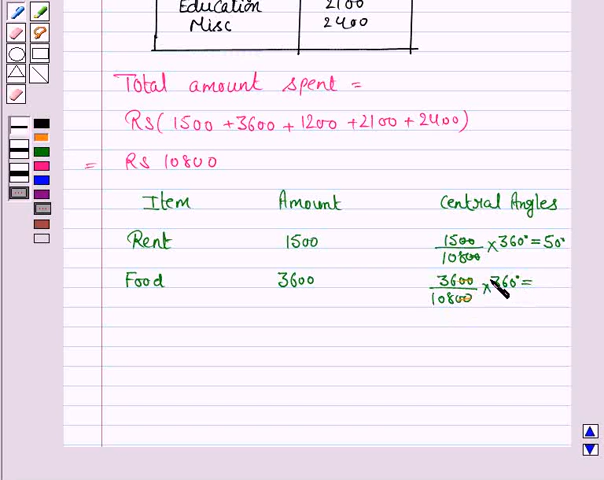 Education 2100
Misc 2400
Total amount spent =
Rs( 1500 +3600 + 1200 +2100 + 2400)
= Rs 10800
Item Amount Central Angles
Rent 1500 1500/10800 × 360° = 50°
Food 3600 3600/10800 × 360° =